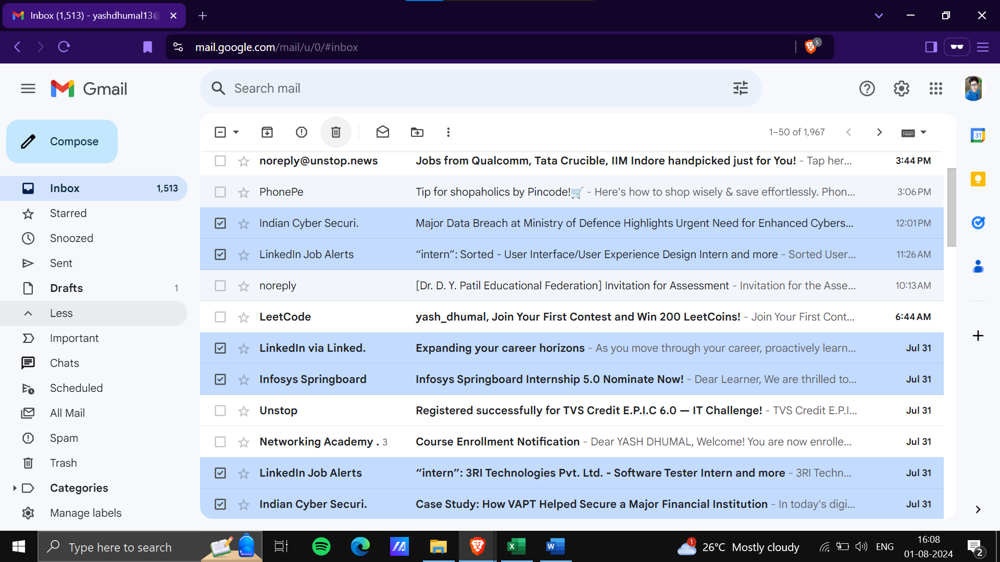 Inbox (1,513) - yashdhumal13@
mail.google.com/mail/u/0/#inbox
5
Gmail
Search mail
Compose
1–50 of 1,967
31
Inbox 1,513
Starred
Snoozed
Sent
Drafts 1
Less
Important
Chats
Scheduled
All Mail
Spam
Trash
Categories
Manage labels
noreply@unstop.news Jobs from Qualcomm, Tata Crucible, IIM Indore handpicked just for You! - Tap her... 3:44 PM
PhonePe Tip for shopaholics by Pincode!🛒 - Here's how to shop wisely & save effortlessly. Phon... 3:06 PM
Indian Cyber Securi. Major Data Breach at Ministry of Defence Highlights Urgent Need for Enhanced Cybers... 12:01 PM
LinkedIn Job Alerts “intern”: Sorted - User Interface/User Experience Design Intern and more - Sorted User... 11:26 AM
noreply [Dr. D. Y. Patil Educational Federation] Invitation for Assessment - Invitation for the Asse... 10:13 AM
LeetCode yash_dhumal, Join Your First Contest and Win 200 LeetCoins! - Join Your First Cont... 6:44 AM
LinkedIn via Linked. Expanding your career horizons - As you move through your career, proactively learn... Jul 31
Infosys Springboard Infosys Springboard Internship 5.0 Nominate Now! - Dear Learner, We are thrilled to... Jul 31
Unstop Registered successfully for TVS Credit E.P.I.C 6.0 — IT Challenge! - TVS Credit E.P.I... Jul 31
Networking Academy . 3 Course Enrollment Notification - Dear YASH DHUMAL, Welcome! You are now enrolle... Jul 31
LinkedIn Job Alerts “intern”: 3RI Technologies Pvt. Ltd. - Software Tester Intern and more - 3RI Techn... Jul 31
Indian Cyber Securi. Case Study: How VAPT Helped Secure a Major Financial Institution - In today's digi... Jul 31
Type here to search
1
26°C Mostly cloudy
ENG
16:08
01-08-2024
2